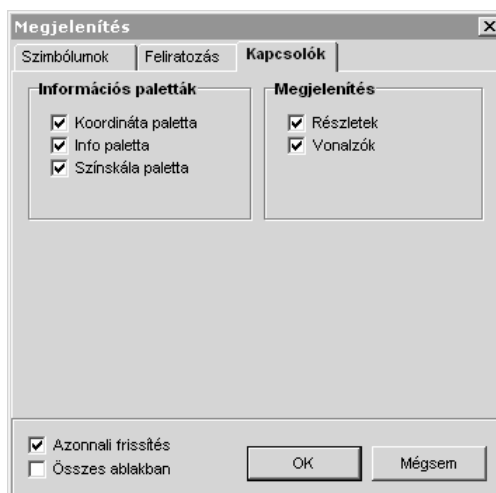 Megjelenítés
Szimbólumok Feliratozás Kapcsolók
Információs paletták Megjelenítés
Koordináta paletta Részletek
Info paletta Vonalzók
Színskála paletta
Azonnali frissítés
Összes ablakban
OK Mégsem